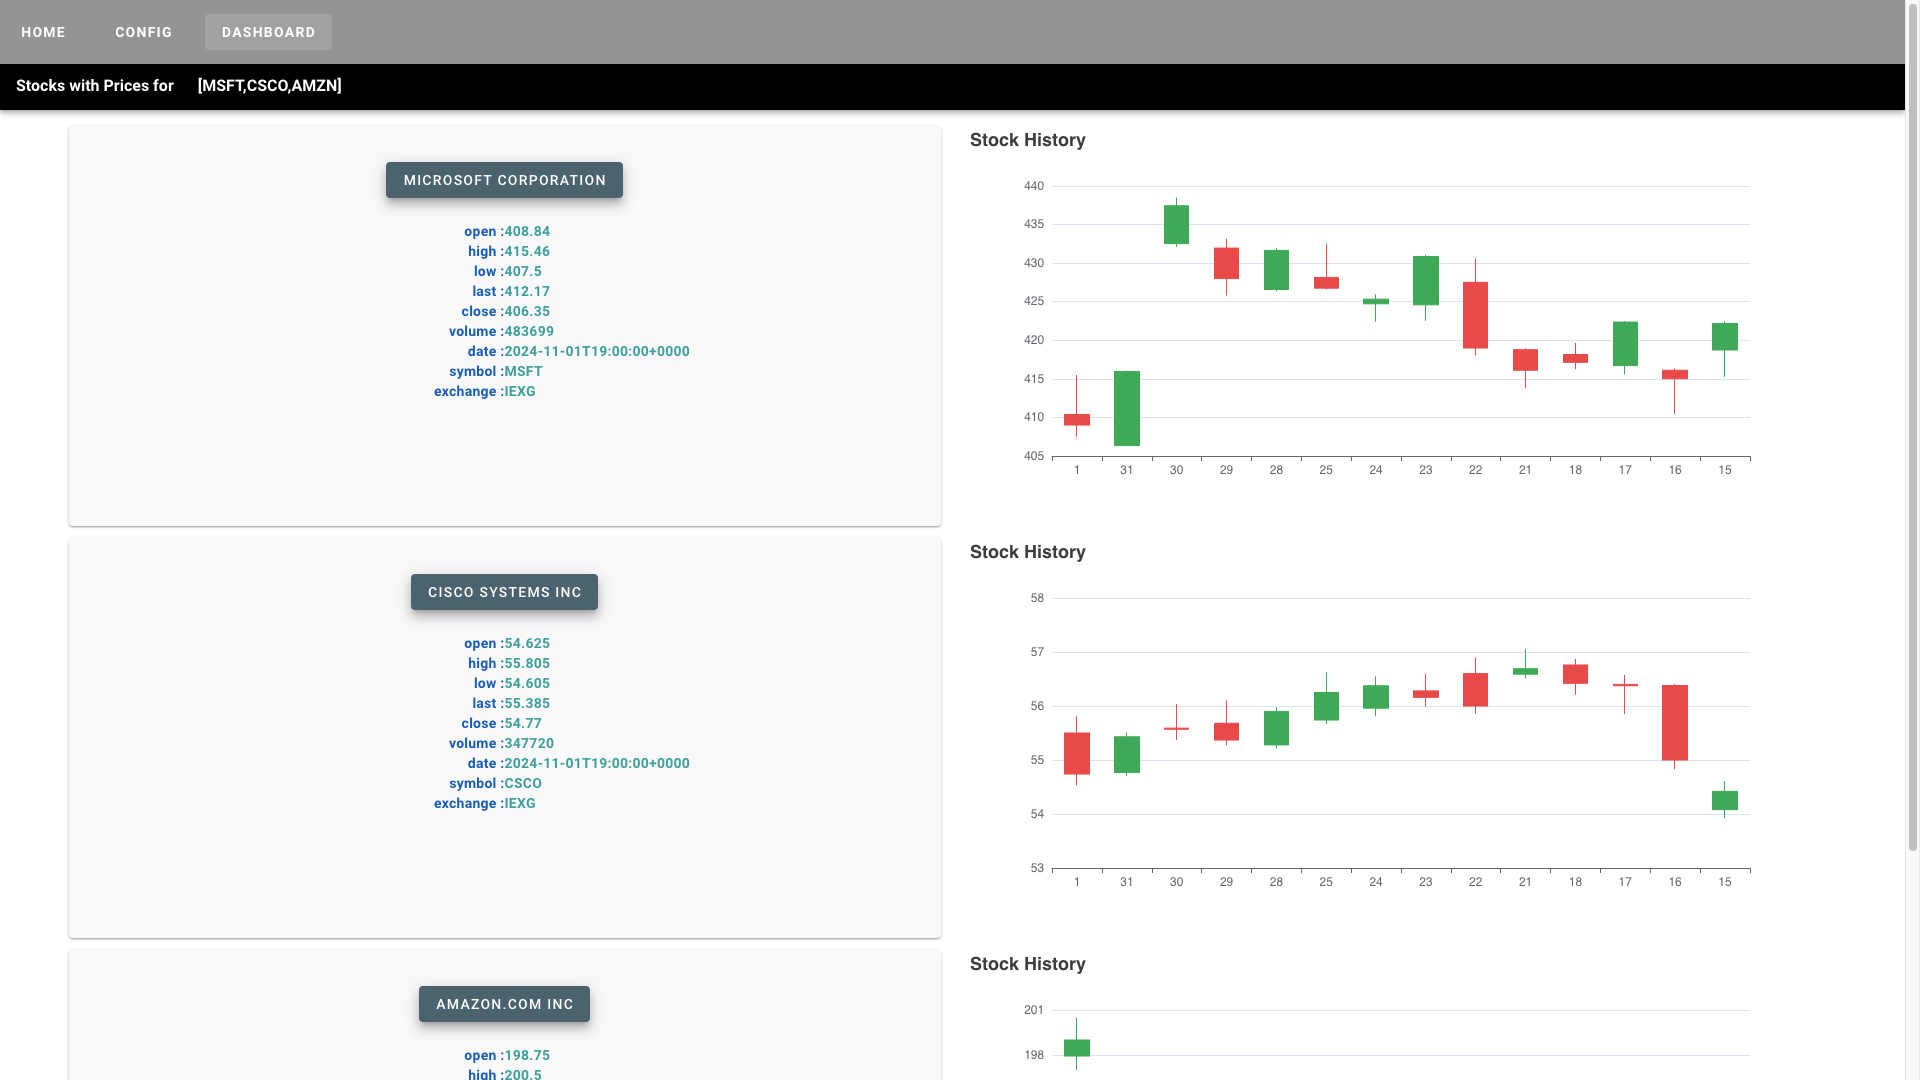 HOME CONFIG DASHBOARD
Stocks with Prices for [MSFT,CSCO,AMZN]
MICROSOFT CORPORATION
open :408.84
high :415.46
low :407.5
last :412.17
close :406.35
volume :483699
date :2024-11-01T19:00:00+0000
symbol :MSFT
exchange :IEXG
Stock History
440
435
430
425
420
415
410
405
1 31 30 29 28 25 24 23 22 21 18 17 16 15
CISCO SYSTEMS INC
open :54.625
high :55.805
low :54.605
last :55.385
close :54.77
volume :347720
date :2024-11-01T19:00:00+0000
symbol :CSCO
exchange :IEXG
Stock History
58
57
56
55
54
53
1 31 30 29 28 25 24 23 22 21 18 17 16 15
AMAZON.COM INC
open :198.75
high :200.5
Stock History
201
198